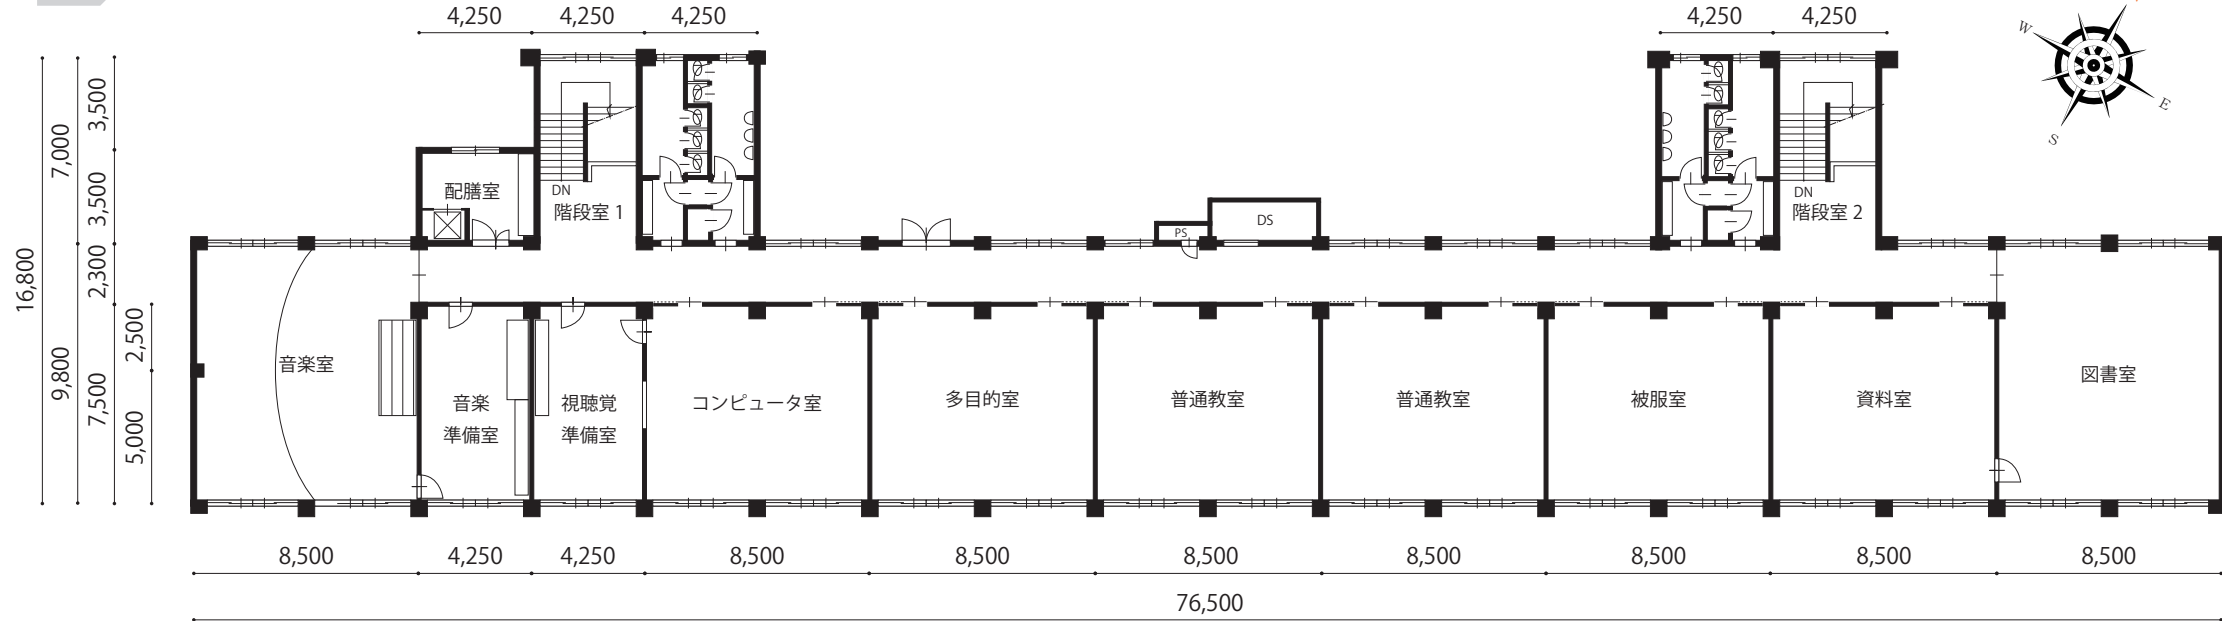 4,250
4,250
4,250
4,250
4,250
W
E
S
3,500
7,000
3,500
16,800
2,300
9,800
7,500
2,500
5,000
配膳室
DN
階段室 1
PS
DS
DN
階段室 2
音楽室
音楽
準備室
視聴覚
準備室
コンピュータ室
多目的室
普通教室
普通教室
被服室
資料室
図書室
8,500
4,250
4,250
8,500
8,500
8,500
8,500
8,500
8,500
8,500
76,500